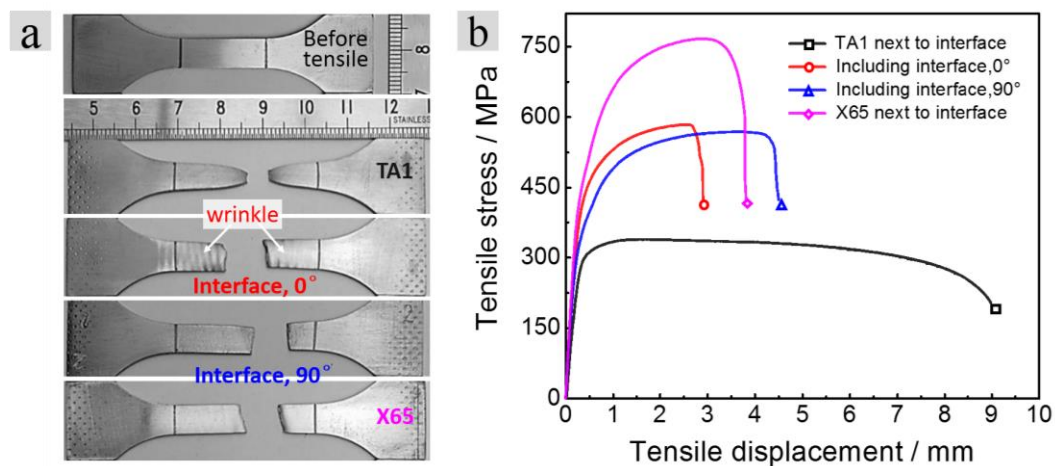 a
Before
tensile
8
7
5
6
7
8
9
10
11
12
STAINLESS
TA1
wrinkle
Interface, 0°
Interface, 90°
X65
b
750
600
450
300
150
0
Tensile stress / MPa
TA1 next to interface
Including interface,0°
Including interface,90°
X65 next to interface
0 1 2 3 4 5 6 7 8 9 10
Tensile displacement / mm